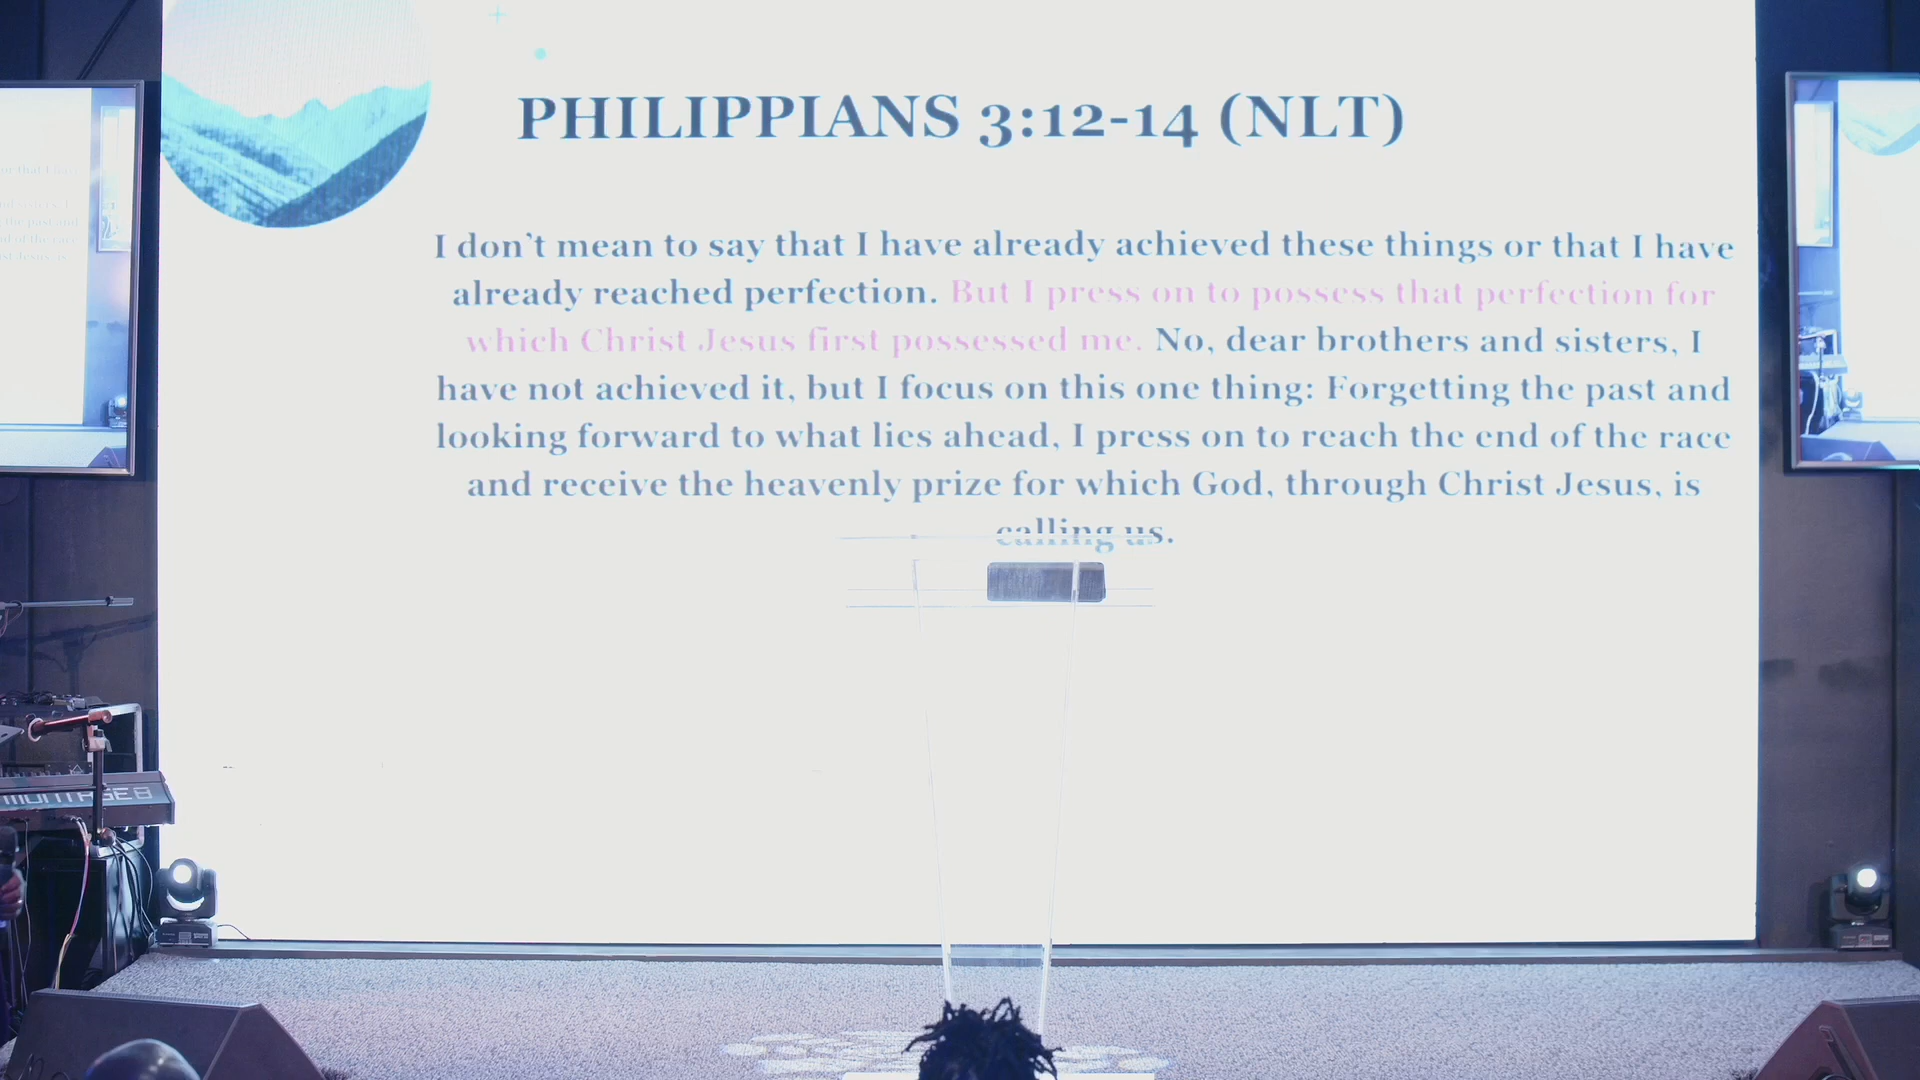 PHILIPPIANS 3:12-14 (NLT)
I don't mean to say that I have already achieved these things or that I have
already reached perfection. But I press on to possess that perfection for
which Christ Jesus first possessed me. No, dear brothers and sisters, I
have not achieved it, but I focus on this one thing: Forgetting the past and
looking forward to what lies ahead, I press on to reach the end of the race
and receive the heavenly prize for which God, through Christ Jesus, is
calling us.
MONTAGE 8